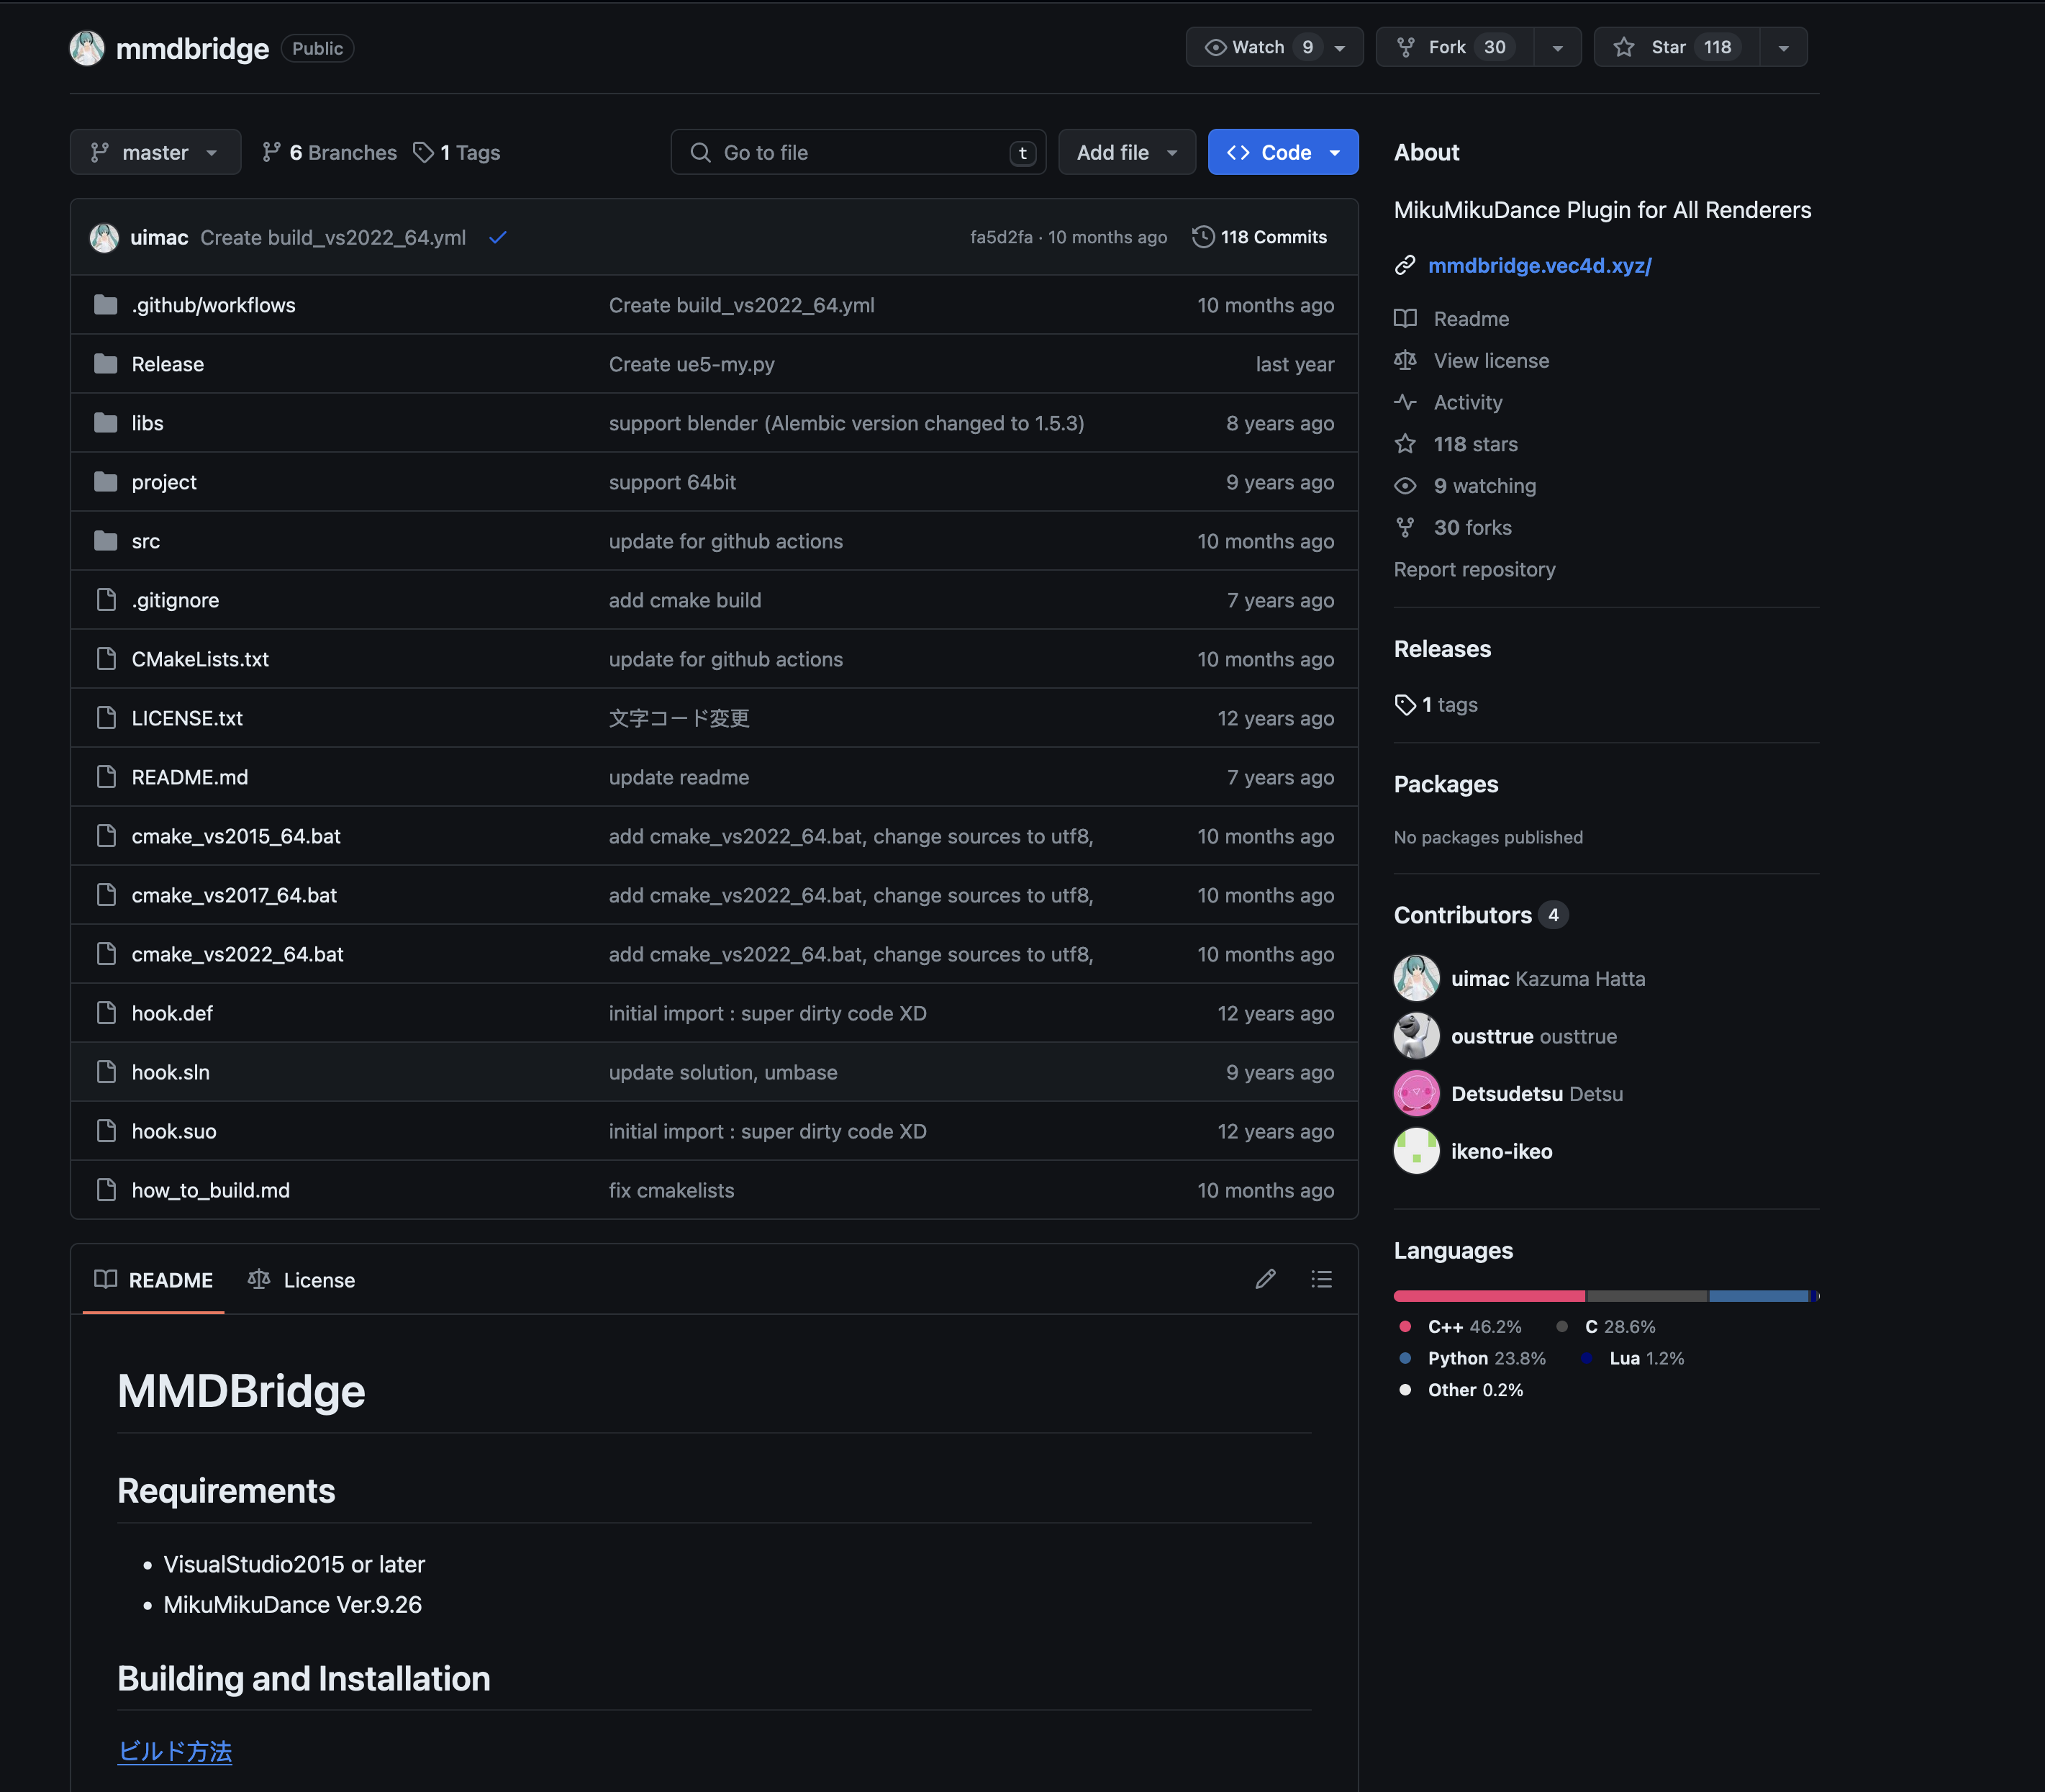 mmdbridge Public Watch 9 Fork 30 Star 118
master 6 Branches 1 Tags Go to file t Add file Code
uimac Create build_vs2022_64.yml fa5d2fa · 10 months ago 118 Commits
.github/workflows Create build_vs2022_64.yml 10 months ago
Release Create ue5-my.py last year
libs support blender (Alembic version changed to 1.5.3) 8 years ago
project support 64bit 9 years ago
src update for github actions 10 months ago
.gitignore add cmake build 7 years ago
CMakeLists.txt update for github actions 10 months ago
LICENSE.txt 文字コード変更 12 years ago
README.md update readme 7 years ago
cmake_vs2015_64.bat add cmake_vs2022_64.bat, change sources to utf8, 10 months ago
cmake_vs2017_64.bat add cmake_vs2022_64.bat, change sources to utf8, 10 months ago
cmake_vs2022_64.bat add cmake_vs2022_64.bat, change sources to utf8, 10 months ago
hook.def initial import : super dirty code XD 12 years ago
hook.sln update solution, umbase 9 years ago
hook.suo initial import : super dirty code XD 12 years ago
how_to_build.md fix cmakelists 10 months ago
README License
MMDBridge
Requirements
• VisualStudio2015 or later
• MikuMikuDance Ver.9.26
Building and Installation
ビルド方法
About
MikuMikuDance Plugin for All Renderers
mmdbridge.vec4d.xyz/
Readme
View license
Activity
118 stars
9 watching
30 forks
Report repository
Releases
1 tags
Packages
No packages published
Contributors 4
uimac Kazuma Hatta
ousttrue ousttrue
Detsudetsu Detsu
ikeno-ikeo
Languages
C++ 46.2% C 28.6%
Python 23.8% Lua 1.2%
Other 0.2%